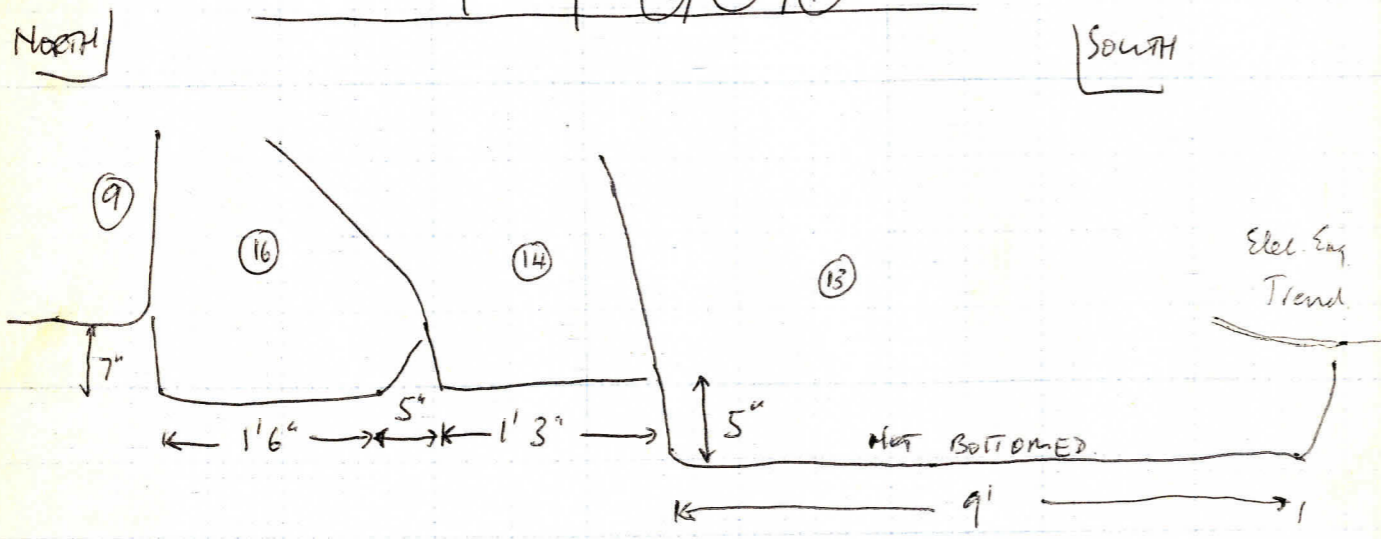 NORTH
SOUTH
9
16
14
13
Elec. Eng
Trend
7"
5"
1'6"
1'3"
5"
NOT BOTTOMED
9'